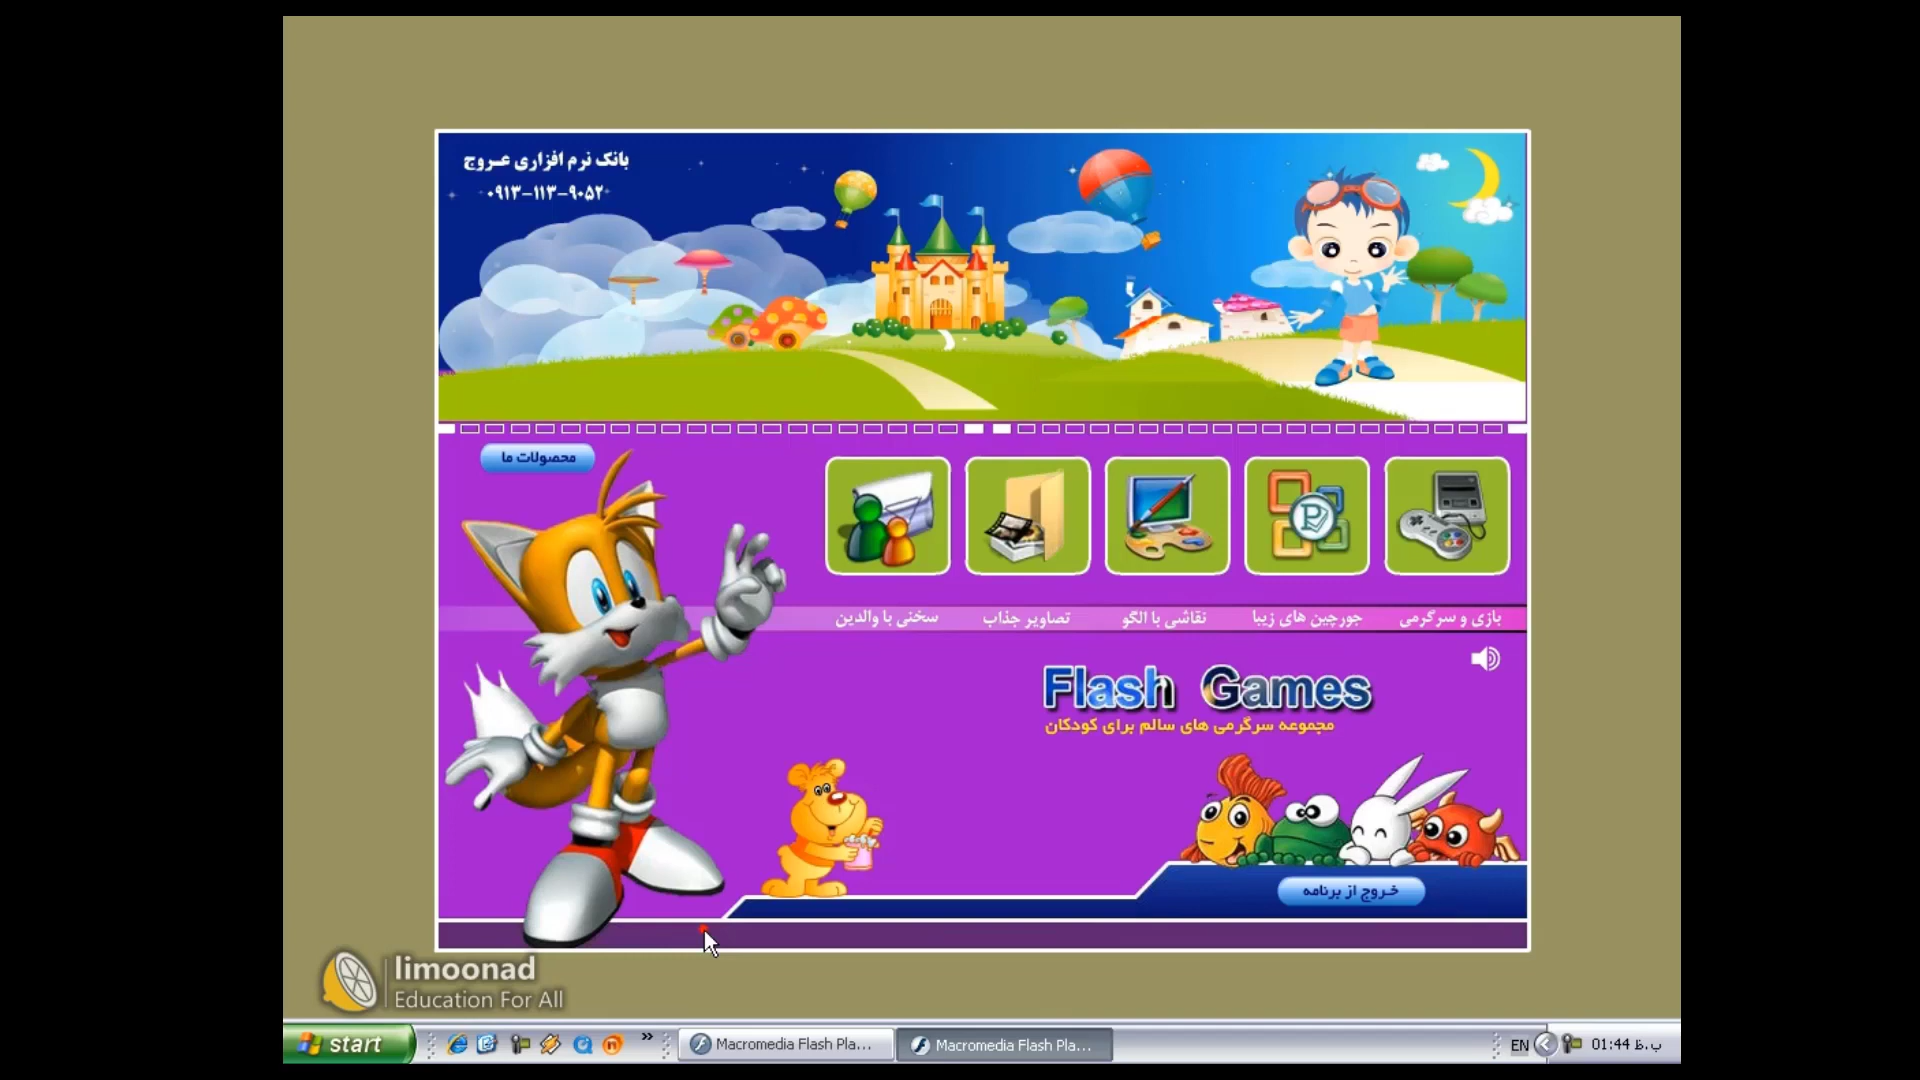 بانک نرم افزاری عـروج
۰۹۱۳-۱۱۳-۹۰۵۲
محصولات ما
بازی و سرگرمی
جورچین های زیبا
نقاشی با الگو
تصاویر جذاب
سخنی با والدین
Flash Games
مجموعه سرگرمی های سالم برای کودکان
خروج از برنامه
limoonad
Education For All
start
Macromedia Flash Pla...
Macromedia Flash Pla...
EN
01:44 ب.ظ